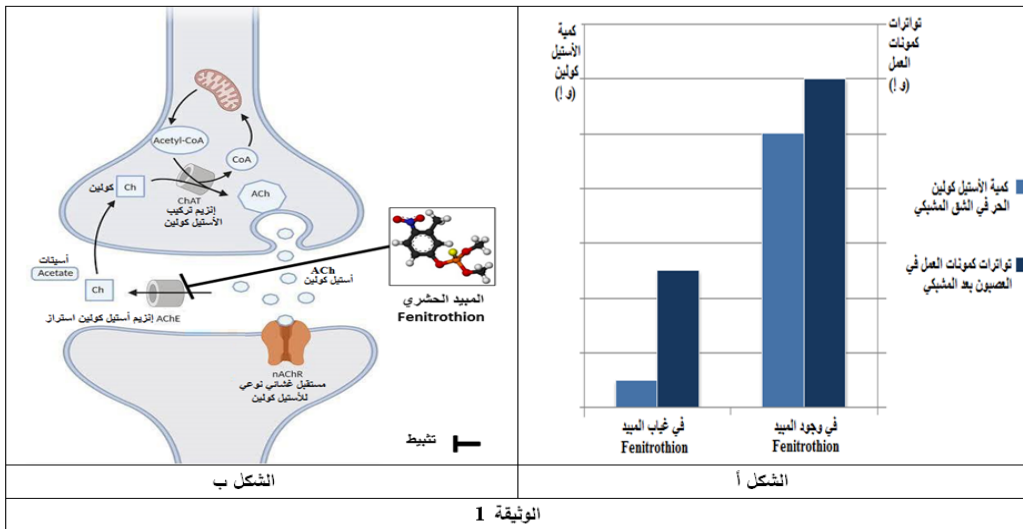 كمية
الأستيل
كولين
(و إ)
تواترات
كمونات
العمل
(و إ)
كمية الأستيل كولين
الحر في الشق المشبكي
تواترات كمونات العمل في
العصبون بعد المشبكي
في غياب المبيد
Fenitrothion
في وجود المبيد
Fenitrothion
الشكل أ
Acetyl-CoA
CoA
كولين
Ch
ChAT
إنزيم تركيب
الأستيل كولين
ACh
أسيتات
Acetate
Ch
ACh
أستيل كولين
المبيد الحشري
Fenitrothion
AChE إنزيم أستيل كولين استراز
nAChR
مستقبل غشائي نوعي
للأستيل كولين
تثبيط
الشكل ب
الوثيقة 1